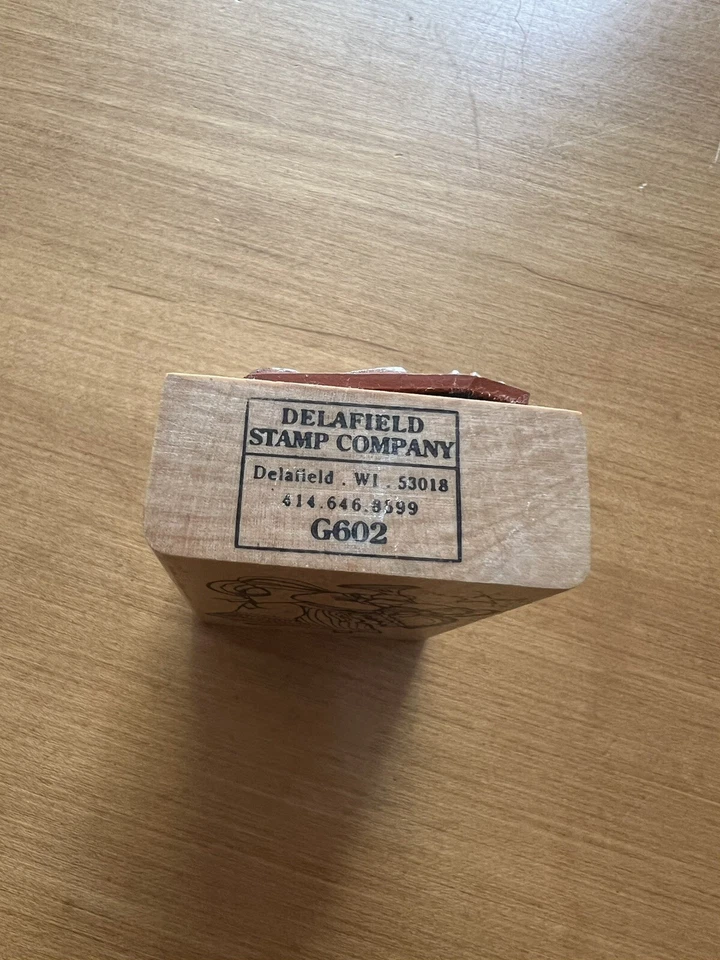 DELAFIELD
STAMP COMPANY
Delafield . WI . 53018
414.646.8599
G602